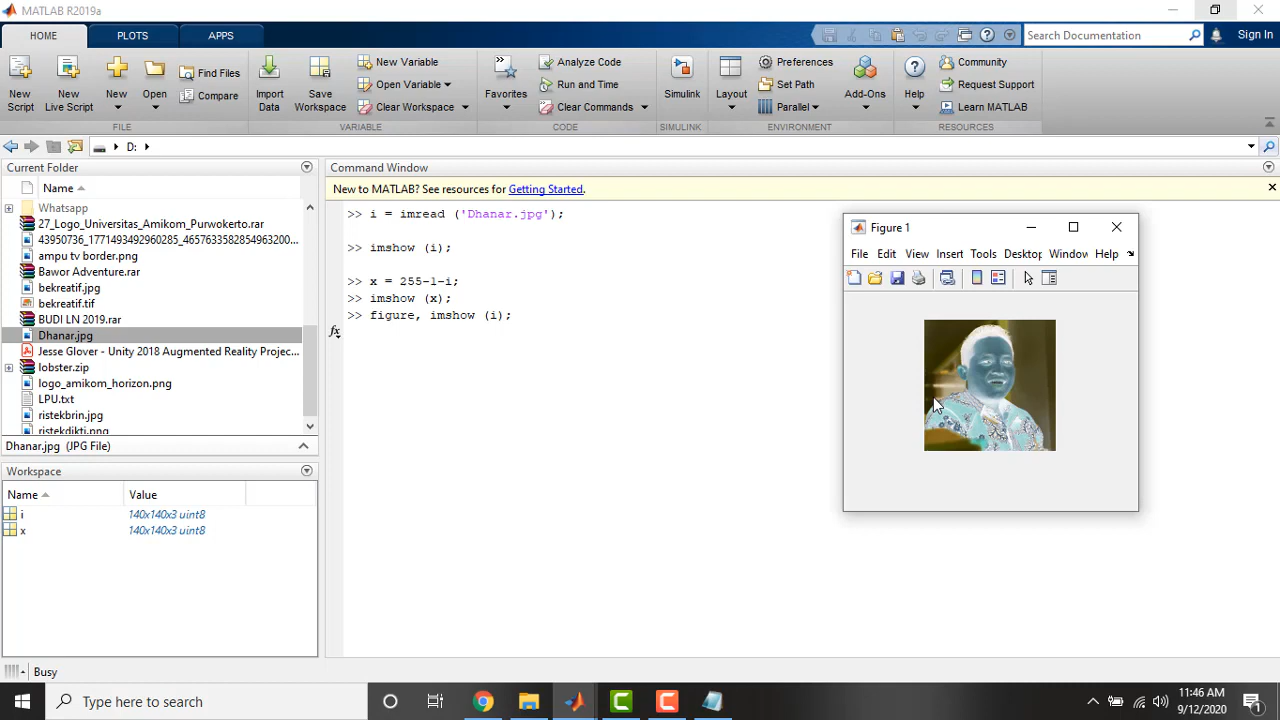 MATLAB R2019a
HOME PLOTS APPS Search Documentation Sign In
New Script
New Live Script
New
Open
Find Files
Compare
Import Data
Save Workspace
New Variable
Open Variable
Clear Workspace
Favorites
Analyze Code
Run and Time
Clear Commands
Simulink
Layout
Preferences
Set Path
Parallel
Add-Ons
Help
Community
Request Support
Learn MATLAB
FILE VARIABLE CODE SIMULINK ENVIRONMENT RESOURCES
D:
Current Folder
Name
Whatsapp
27_Logo_Universitas_Amikom_Purwokerto.rar
43950736_1771493492960285_4657633582854963200...
ampu tv border.png
Bawor Adventure.rar
bekreatif.jpg
bekreatif.tif
BUDI LN 2019.rar
Dhanar.jpg
Jesse Glover - Unity 2018 Augmented Reality Projec...
lobster.zip
logo_amikom_horizon.png
LPU.txt
ristekbrin.jpg
ristekdikti.png
Dhanar.jpg (JPG File)
Workspace
Name Value
i 140x140x3 uint8
x 140x140x3 uint8
Command Window
New to MATLAB? See resources for Getting Started.
>> i = imread ('Dhanar.jpg');
>> imshow (i);
>> x = 255-1-i;
>> imshow (x);
>> figure, imshow (i);
fx
Figure 1
File Edit View Insert Tools Desktop Window Help
Busy
Type here to search
11:46 AM
9/12/2020
1